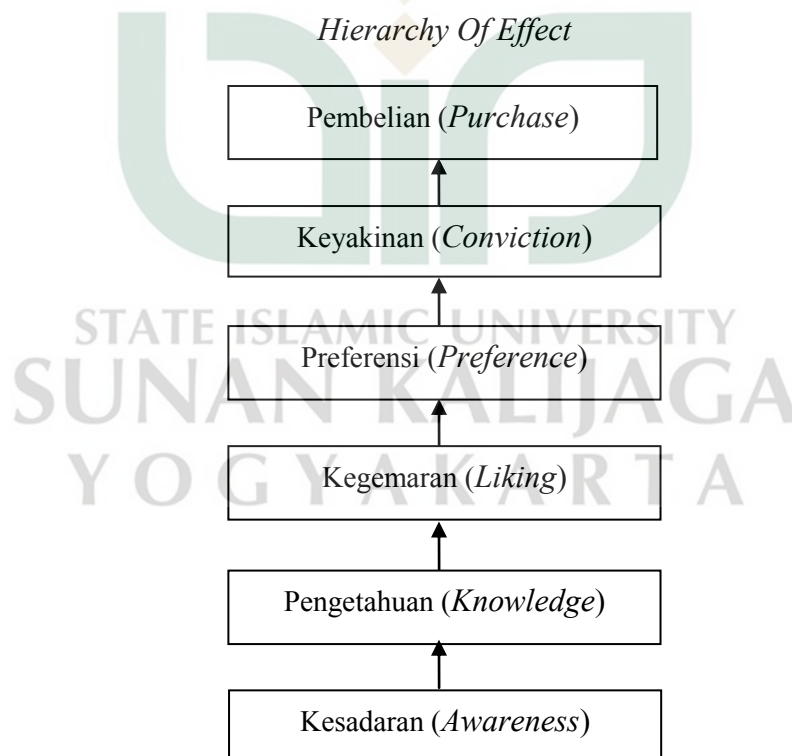 Hierarchy Of Effect
Pembelian (Purchase)
Keyakinan (Conviction)
STATE ISLAMIC UNIVERSITY
Preferensi (Preference)
SUNAN KALIJAGA
Kegemaran (Liking)
YOGYAKARTA
Pengetahuan (Knowledge)
Kesadaran (Awareness)